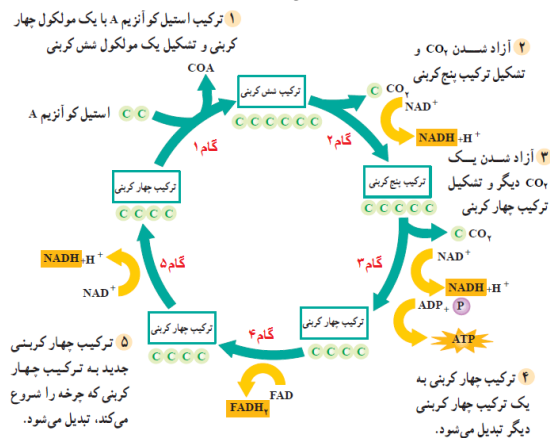 ۱ ترکیب استیل کو آنزیم A با یک مولکول چهار
کربنی و تشکیل یک مولکول شش کربنی
COA
استیل کو آنزیم A
C C
گام ۱
ترکیب شش کربنی
C C C C C C
۲ آزاد شدن CO۲ و
تشکیل ترکیب پنج کربنی
C CO۲
NAD+
NADH+H+
گام ۲
ترکیب پنج کربنی
C C C C C
۳ آزاد شدن یک
CO۲ دیگر و تشکیل
ترکیب چهار کربنی
C CO۲
NAD+
NADH+H+
ADP+ P
ATP
گام ۳
ترکیب چهار کربنی
C C C C
۴ ترکیب چهار کربنی به
یک ترکیب چهار کربنی
دیگر تبدیل می‌شود.
گام ۴
FAD
FADH۲
ترکیب چهار کربنی
C C C C
۵ ترکیب چهار کربنی
جدید به ترکیب چهار
کربنی که چرخه را شروع
می‌کند، تبدیل می‌شود.
گام ۵
NADH+H+
NAD+
ترکیب چهار کربنی
C C C C